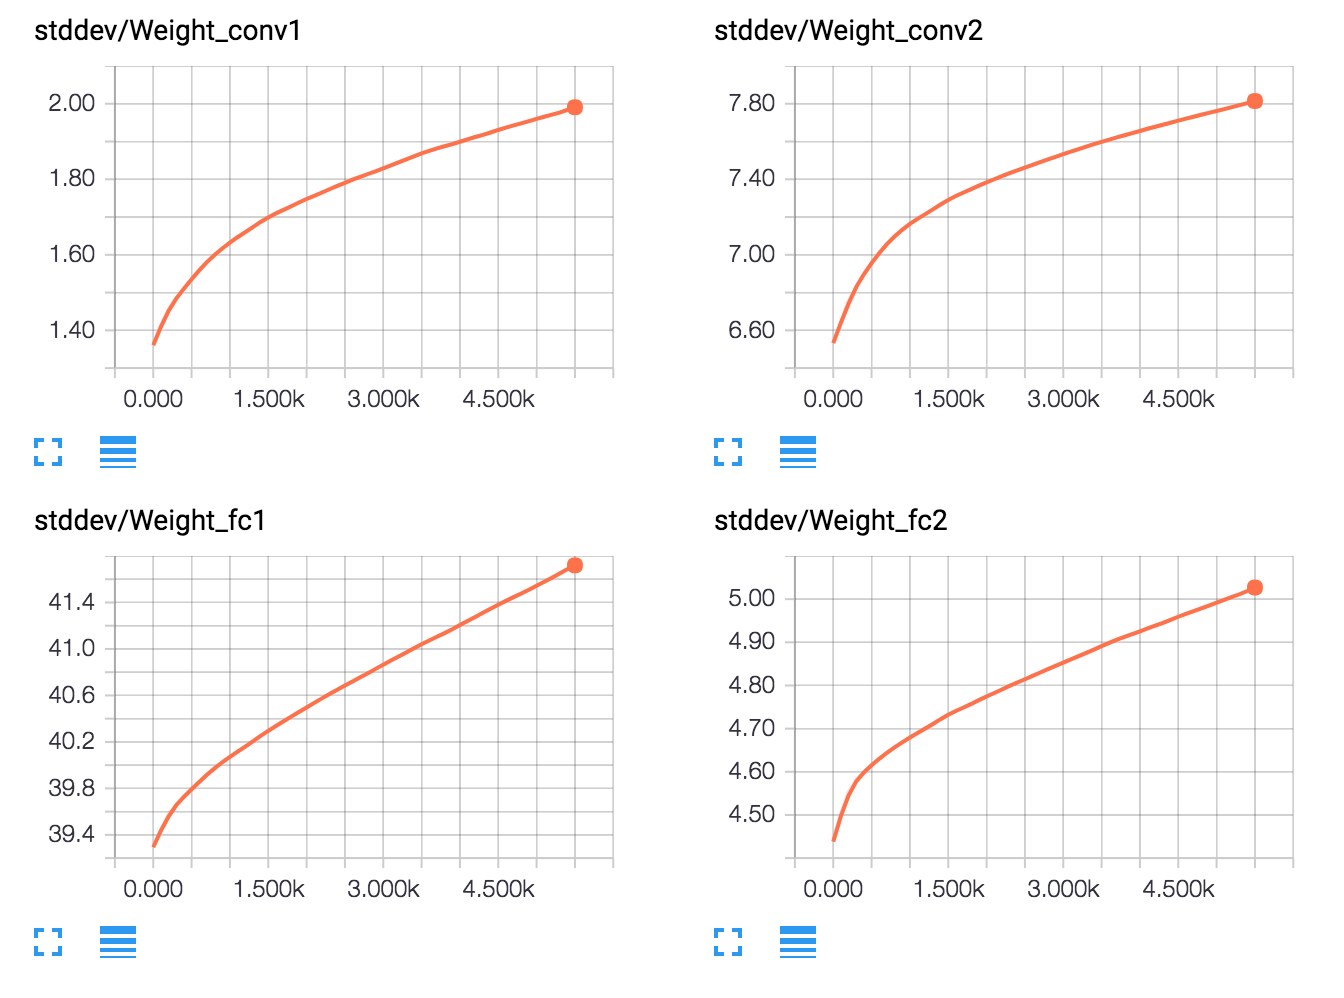 stddev/Weight_conv1
2.00
1.80
1.60
1.40
0.000 1.500k 3.000k 4.500k
stddev/Weight_conv2
7.80
7.40
7.00
6.60
0.000 1.500k 3.000k 4.500k
stddev/Weight_fc1
41.4
41.0
40.6
40.2
39.8
39.4
0.000 1.500k 3.000k 4.500k
stddev/Weight_fc2
5.00
4.90
4.80
4.70
4.60
4.50
0.000 1.500k 3.000k 4.500k